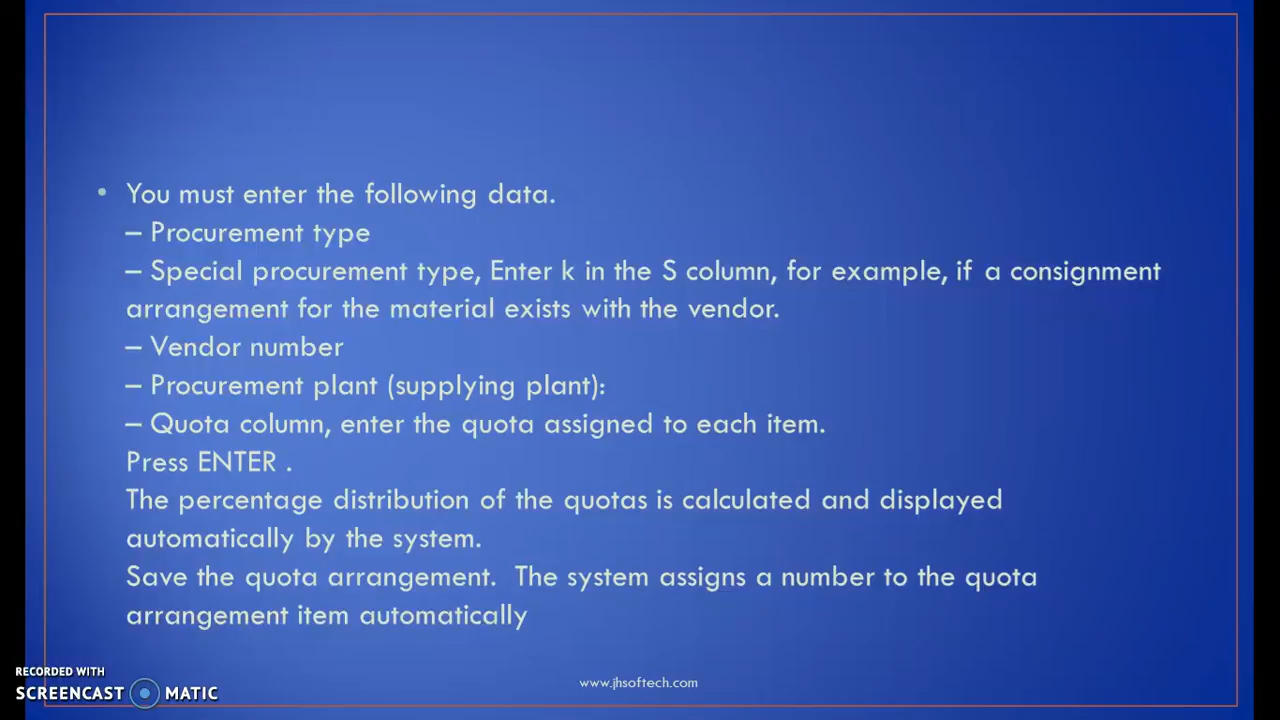 • You must enter the following data.
– Procurement type
– Special procurement type, Enter k in the S column, for example, if a consignment
arrangement for the material exists with the vendor.
– Vendor number
– Procurement plant (supplying plant):
– Quota column, enter the quota assigned to each item.
Press ENTER .
The percentage distribution of the quotas is calculated and displayed
automatically by the system.
Save the quota arrangement.  The system assigns a number to the quota
arrangement item automatically
RECORDED WITH
SCREENCAST MATIC
www.jhsoftech.com